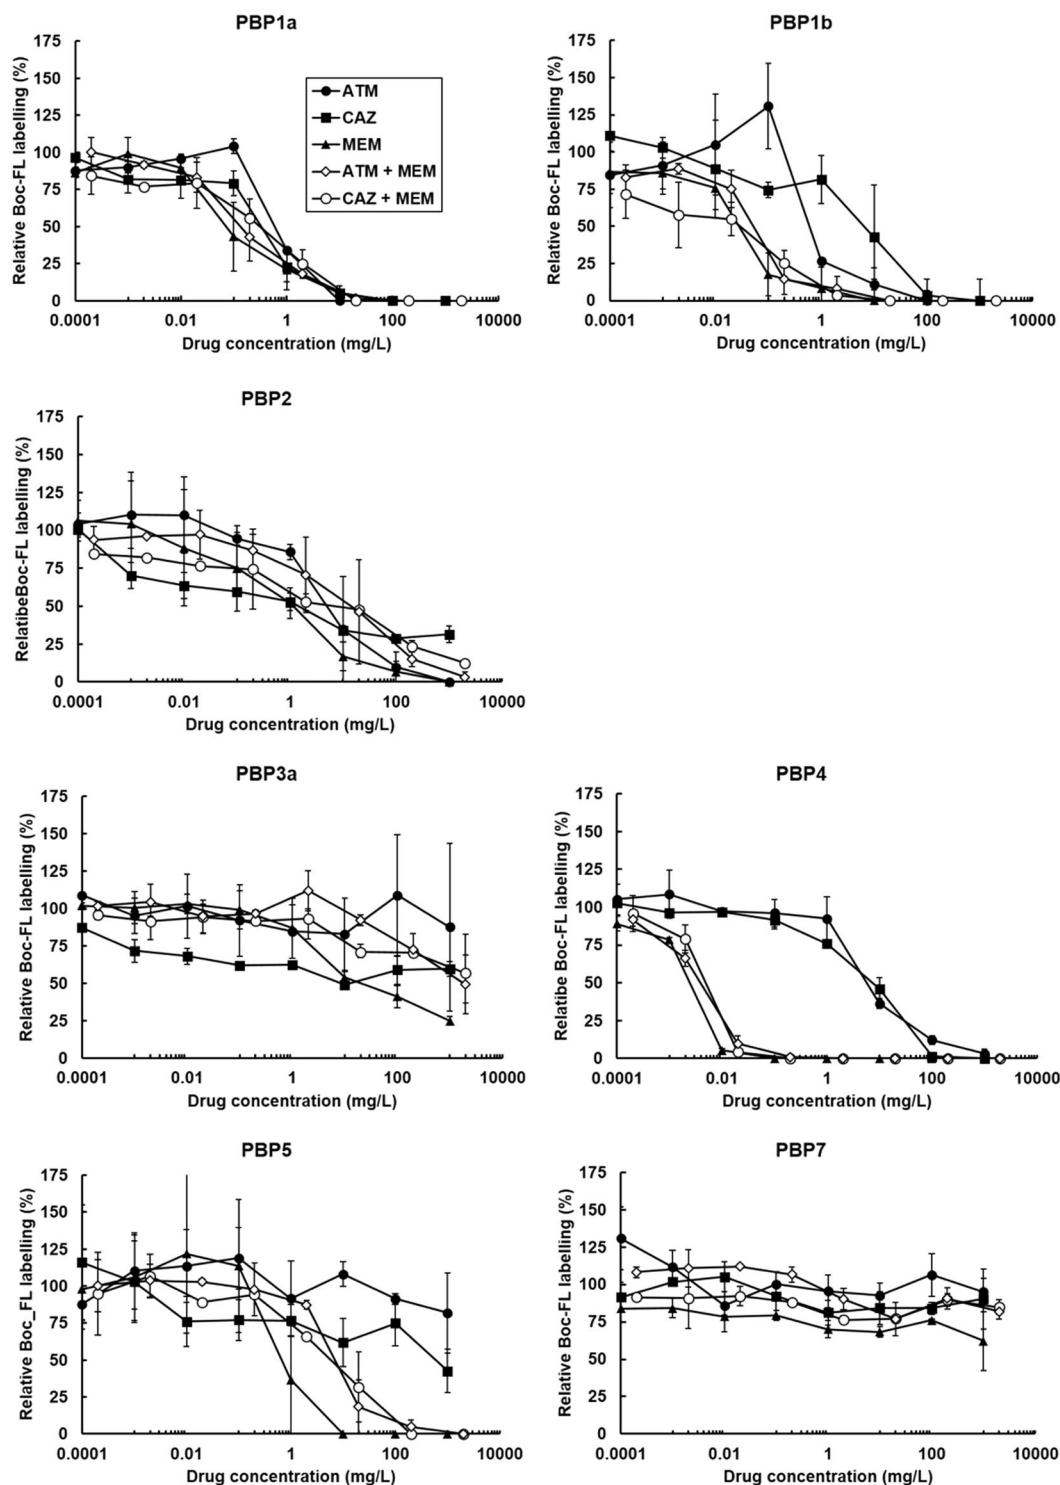 PBP1a
Relative Boc-FL labelling (%)
175
150
125
100
75
50
25
0
ATM
CAZ
MEM
ATM + MEM
CAZ + MEM
0.0001 0.01 1 100 10000
Drug concentration (mg/L)
PBP1b
Relative Boc-FL labelling (%)
175
150
125
100
75
50
25
0
0.0001 0.01 1 100 10000
Drug concentration (mg/L)
PBP2
RelatibeBoc-FL labelling (%)
175
150
125
100
75
50
25
0
0.0001 0.01 1 100 10000
Drug concentration (mg/L)
PBP3a
Relative Boc-FL labelling (%)
175
150
125
100
75
50
25
0
0.0001 0.01 1 100 10000
Drug concentration (mg/L)
PBP4
Relatibe Boc-FL labelling (%)
175
150
125
100
75
50
25
0
0.0001 0.01 1 100 10000
Drug concentration (mg/L)
PBP5
Relative Boc_FL labelling (%)
175
150
125
100
75
50
25
0
0.0001 0.01 1 100 10000
Drug concentration (mg/L)
PBP7
Relative Boc-FL labelling (%)
175
150
125
100
75
50
25
0
0.0001 0.01 1 100 10000
Drug concentration (mg/L)